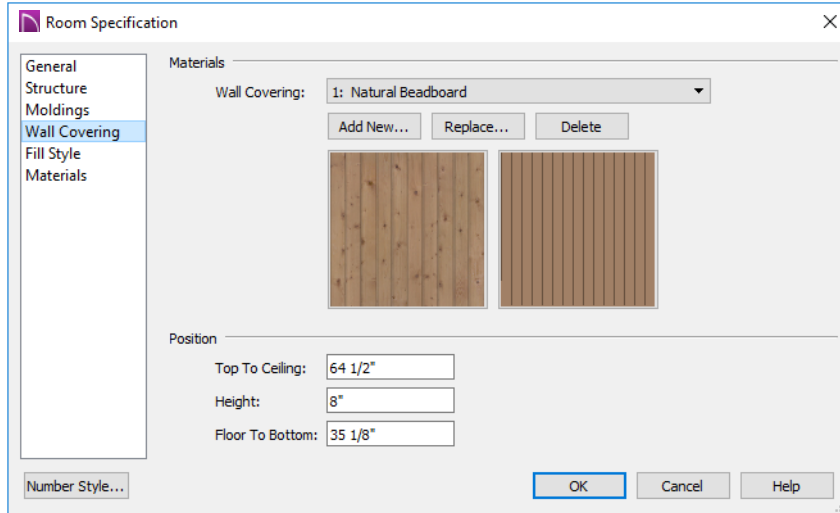 Room Specification
General
Structure
Moldings
Wall Covering
Fill Style
Materials
Materials
Wall Covering: 1: Natural Beadboard
Add New... Replace... Delete
Position
Top To Ceiling: 64 1/2"
Height: 8"
Floor To Bottom: 35 1/8"
Number Style... OK Cancel Help